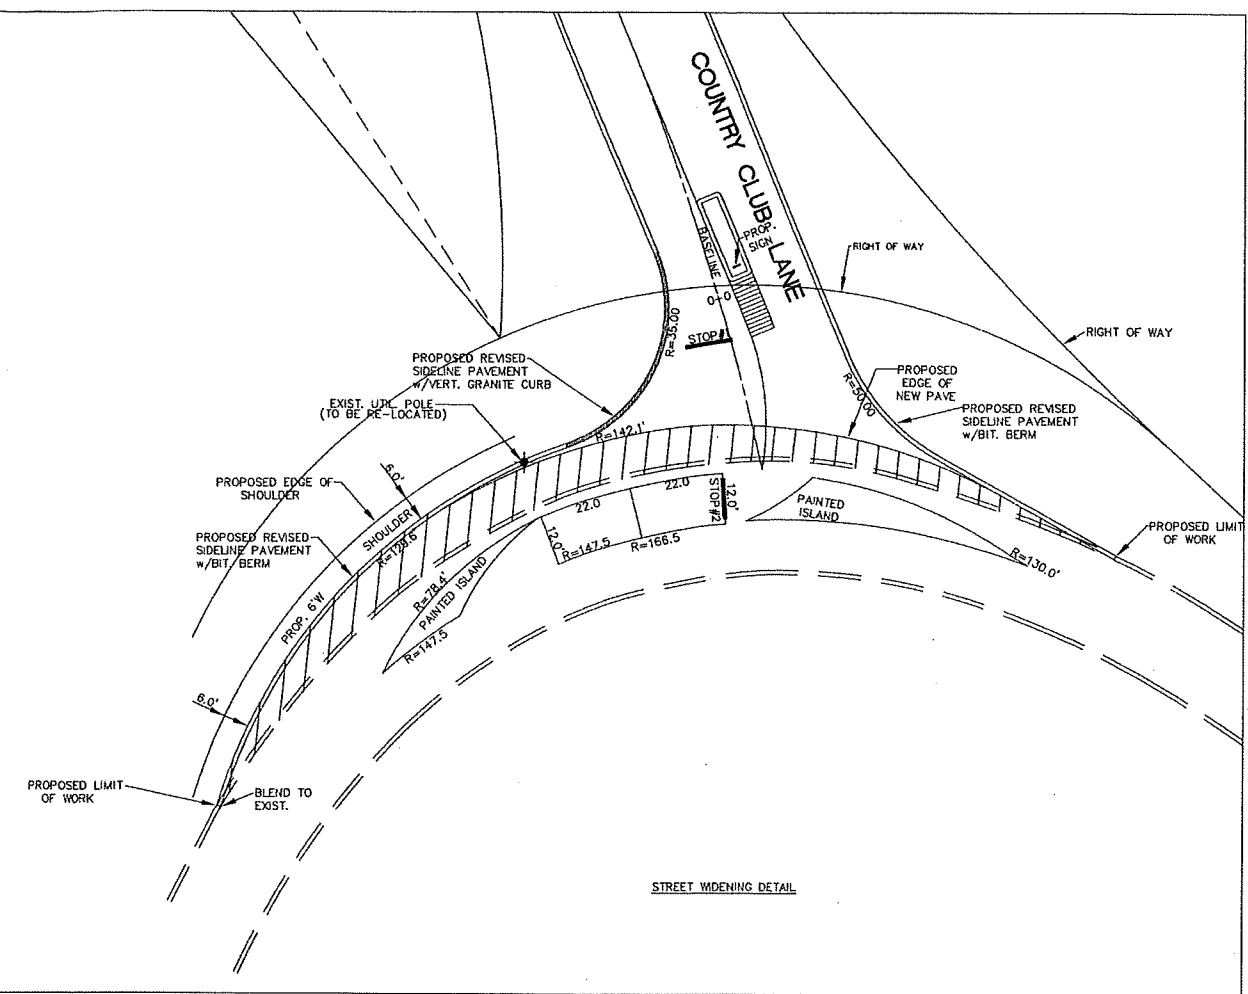 COUNTRY CLUB LANE
PROP.
SIGN
BASELINE
0+0
RIGHT OF WAY
RIGHT OF WAY
STOP#1
R=35.00
PROPOSED REVISED
SIDELINE PAVEMENT
w/VERT. GRANITE CURB
EXIST. UTIL POLE
(TO BE RE-LOCATED)
R=142.1'
R=50.00
PROPOSED
EDGE OF
NEW PAVE
PROPOSED REVISED
SIDELINE PAVEMENT
w/BIT. BERM
6.0'
PROPOSED EDGE OF
SHOULDER
SHOULDER
R=129.6'
22.0
22.0
STOP #2
12.0'
12.0'
R=147.5
R=166.5
PAINTED
ISLAND
PROPOSED LIMIT
OF WORK
R=130.0'
PROPOSED REVISED
SIDELINE PAVEMENT
w/BIT. BERM
R=78.4'
PAINTED ISLAND
R=147.5
PROP. 6'W
6.0'
PROPOSED LIMIT
OF WORK
BLEND TO
EXIST.
STREET WIDENING DETAIL